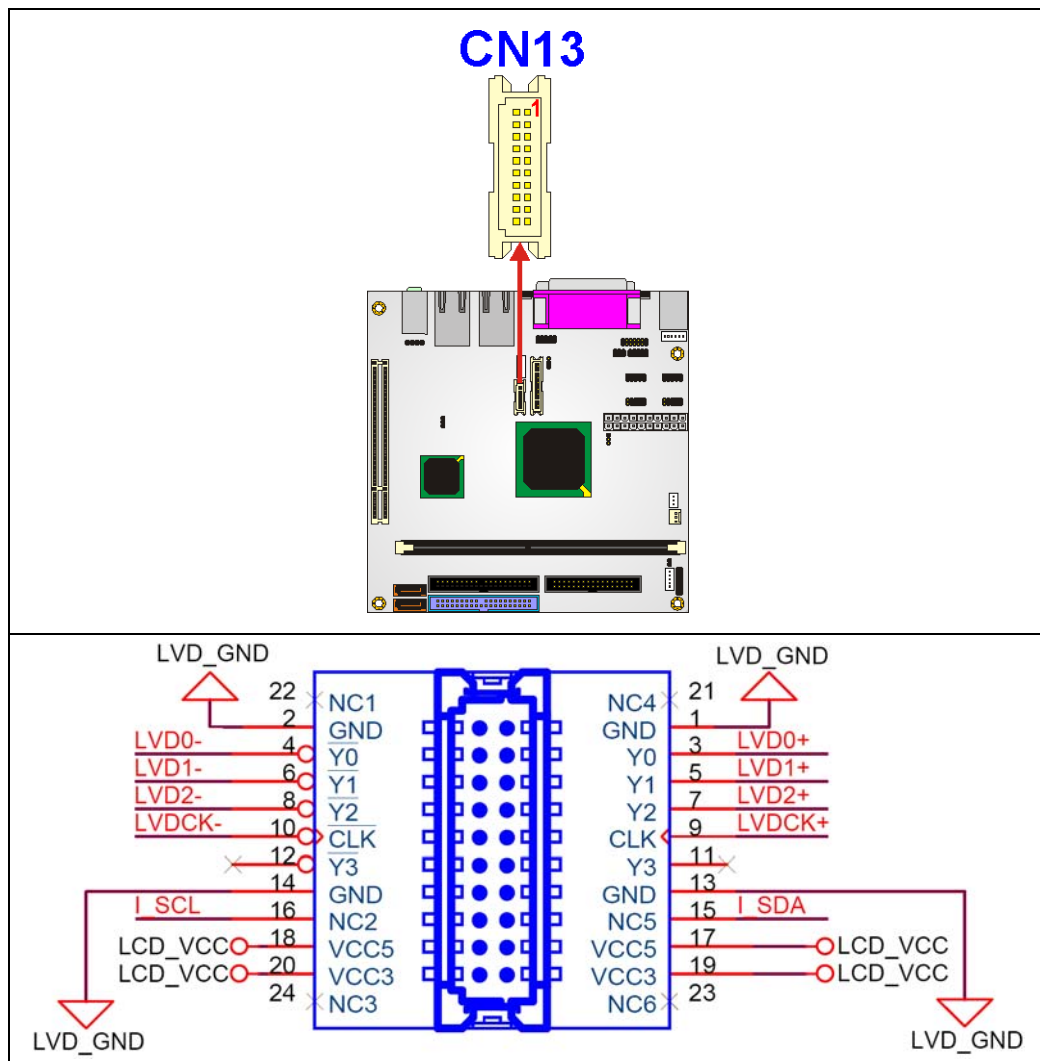 CN13
1
LVD_GND LVD_GND
22 NC1 NC4 21
2 GND GND 1
LVD0- 4 Y0 Y0 3 LVD0+
LVD1- 6 Y1 Y1 5 LVD1+
LVD2- 8 Y2 Y2 7 LVD2+
LVDCK- 10 CLK CLK 9 LVDCK+
12 Y3 Y3 11
14 GND GND 13
I_SCL 16 NC2 NC5 15 I_SDA
LCD_VCC 18 VCC5 VCC5 17 LCD_VCC
LCD_VCC 20 VCC3 VCC3 19 LCD_VCC
24 NC3 NC6 23
LVD_GND LVD_GND